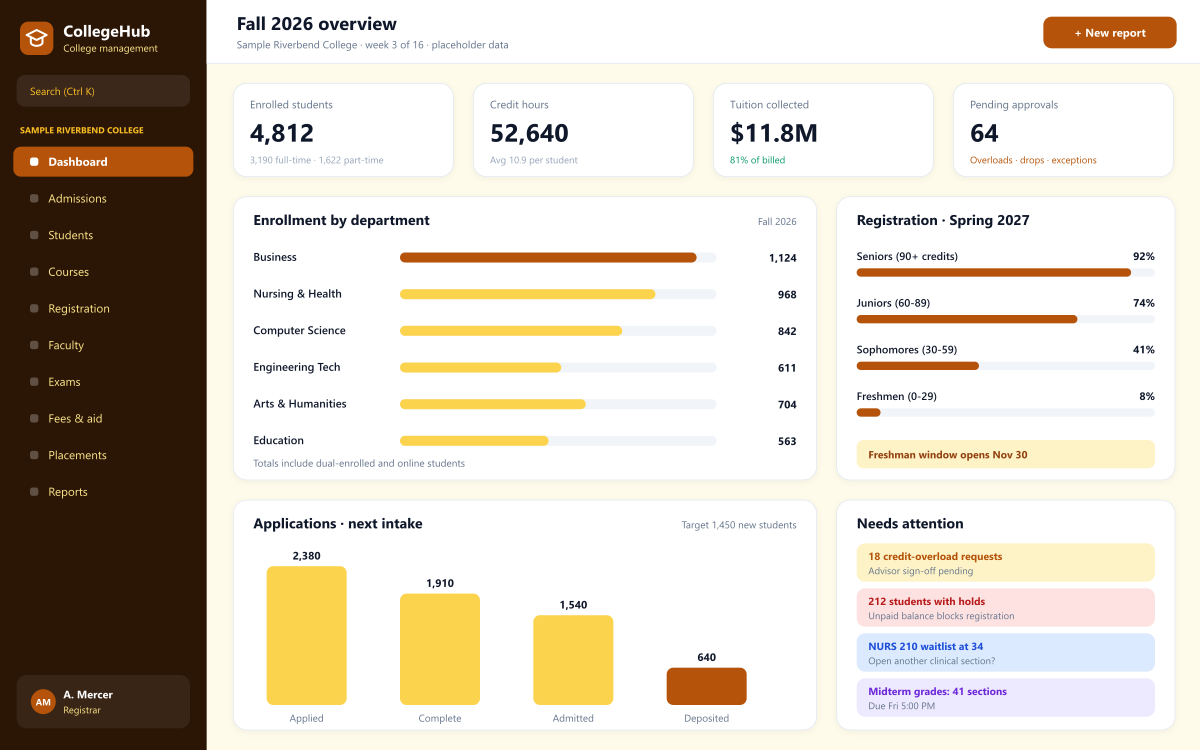 CollegeHub
College management
Search (Ctrl K)
SAMPLE RIVERBEND COLLEGE
Dashboard
Admissions
Students
Courses
Registration
Faculty
Exams
Fees & aid
Placements
Reports
AM
A. Mercer
Registrar
Fall 2026 overview
Sample Riverbend College · week 3 of 16 · placeholder data
+ New report
Enrolled students
4,812
3,190 full-time · 1,622 part-time
Credit hours
52,640
Avg 10.9 per student
Tuition collected
$11.8M
81% of billed
Pending approvals
64
Overloads · drops · exceptions
Enrollment by department
Fall 2026
Business 1,124
Nursing & Health 968
Computer Science 842
Engineering Tech 611
Arts & Humanities 704
Education 563
Totals include dual-enrolled and online students
Registration · Spring 2027
Seniors (90+ credits) 92%
Juniors (60-89) 74%
Sophomores (30-59) 41%
Freshmen (0-29) 8%
Freshman window opens Nov 30
Applications · next intake
Target 1,450 new students
2,380
1,910
1,540
640
Applied
Complete
Admitted
Deposited
Needs attention
18 credit-overload requests
Advisor sign-off pending
212 students with holds
Unpaid balance blocks registration
NURS 210 waitlist at 34
Open another clinical section?
Midterm grades: 41 sections
Due Fri 5:00 PM